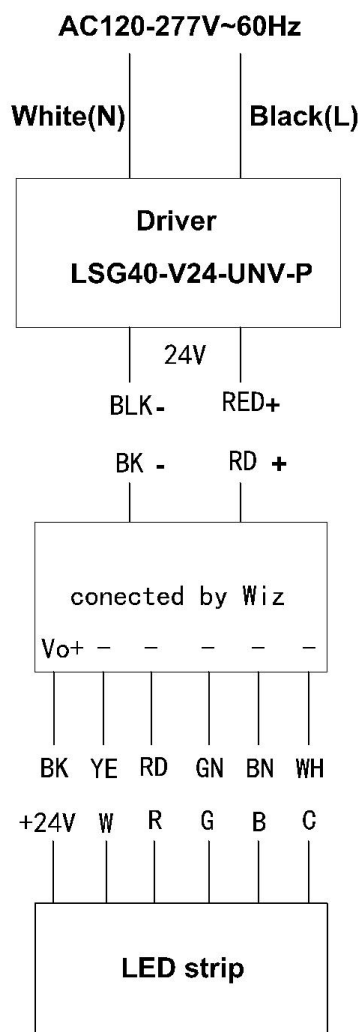 AC120-277V~60Hz
White(N) Black(L)
Driver
LSG40-V24-UNV-P
24V
BLK- RED+
BK - RD +
conected by Wiz
Vo+ - - - - -
BK YE RD GN BN WH
+24V W R G B C
LED strip